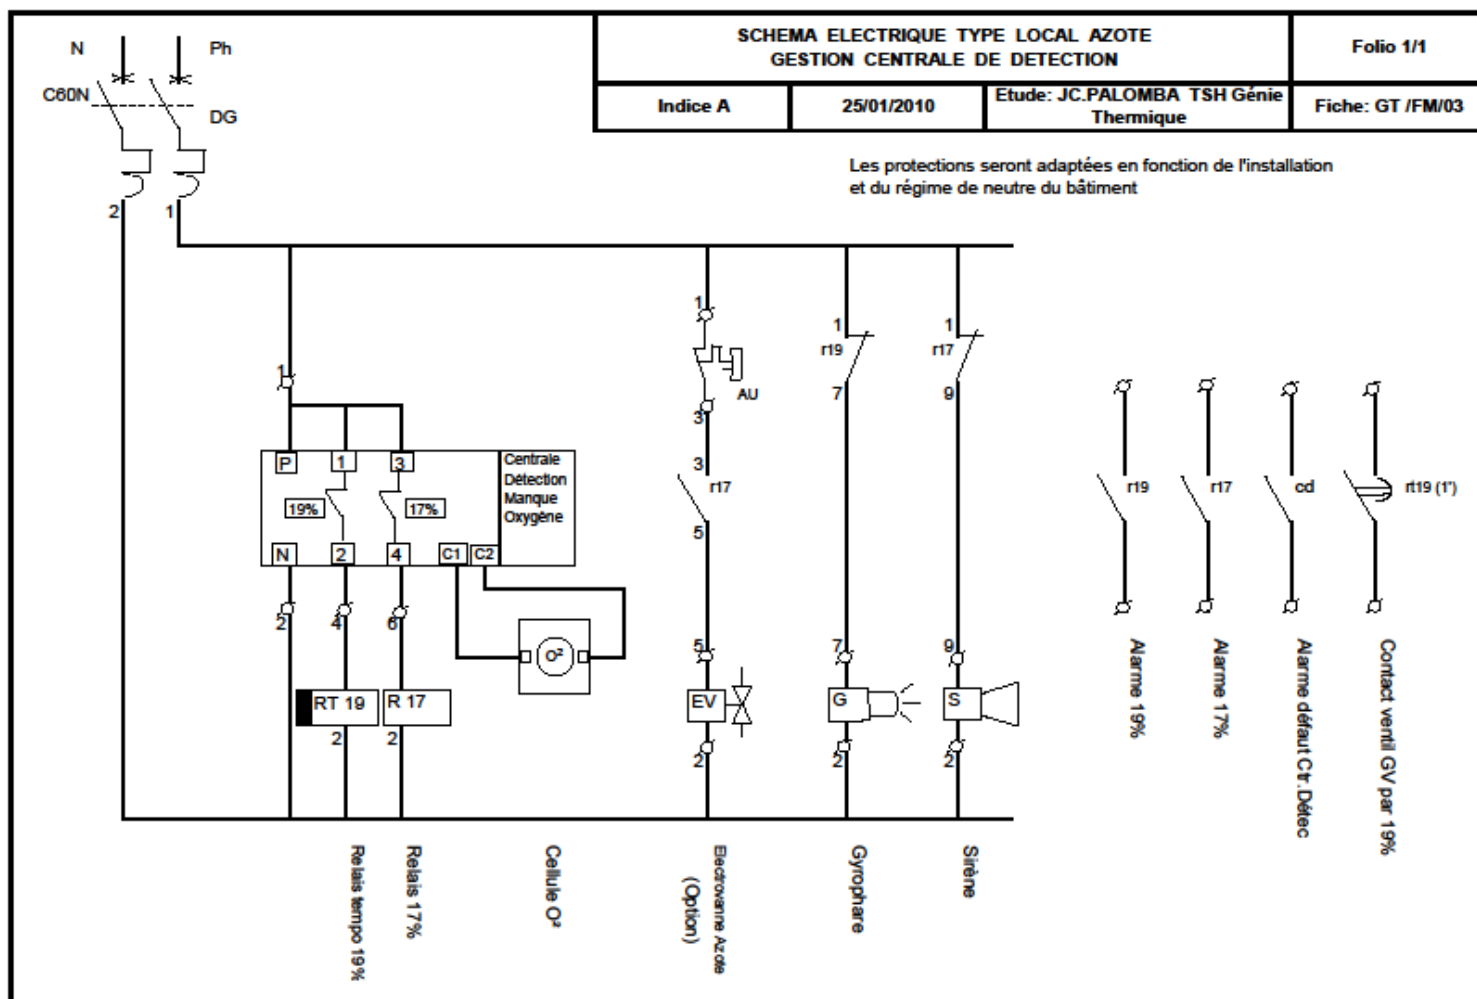 SCHEMA ELECTRIQUE TYPE LOCAL AZOTE
GESTION CENTRALE DE DETECTION
Folio 1/1
Indice A
25/01/2010
Etude: JC.PALOMBA TSH Génie
Thermique
Fiche: GT /FM/03
Les protections seront adaptées en fonction de l'installation
et du régime de neutre du bâtiment
N
Ph
C60N
DG
2
1
1
1
1
1
r19
r17
AU
7
9
3
3
r17
5
P
1
3
Centrale
Détection
Manque
Oxygène
19%
17%
N
2
4
C1
C2
2
4
6
O²
r19
r17
cd
rt19 (1')
5
7
9
RT 19
R 17
EV
G
S
2
2
2
2
2
Alarme 19%
Alarme 17%
Alarme défaut Ctr.Détec
Contact ventil GV par 19%
Relais tempo 19%
Relais 17%
Cellule O²
Electrovanne Azote
(Option)
Gyrophare
Sirène